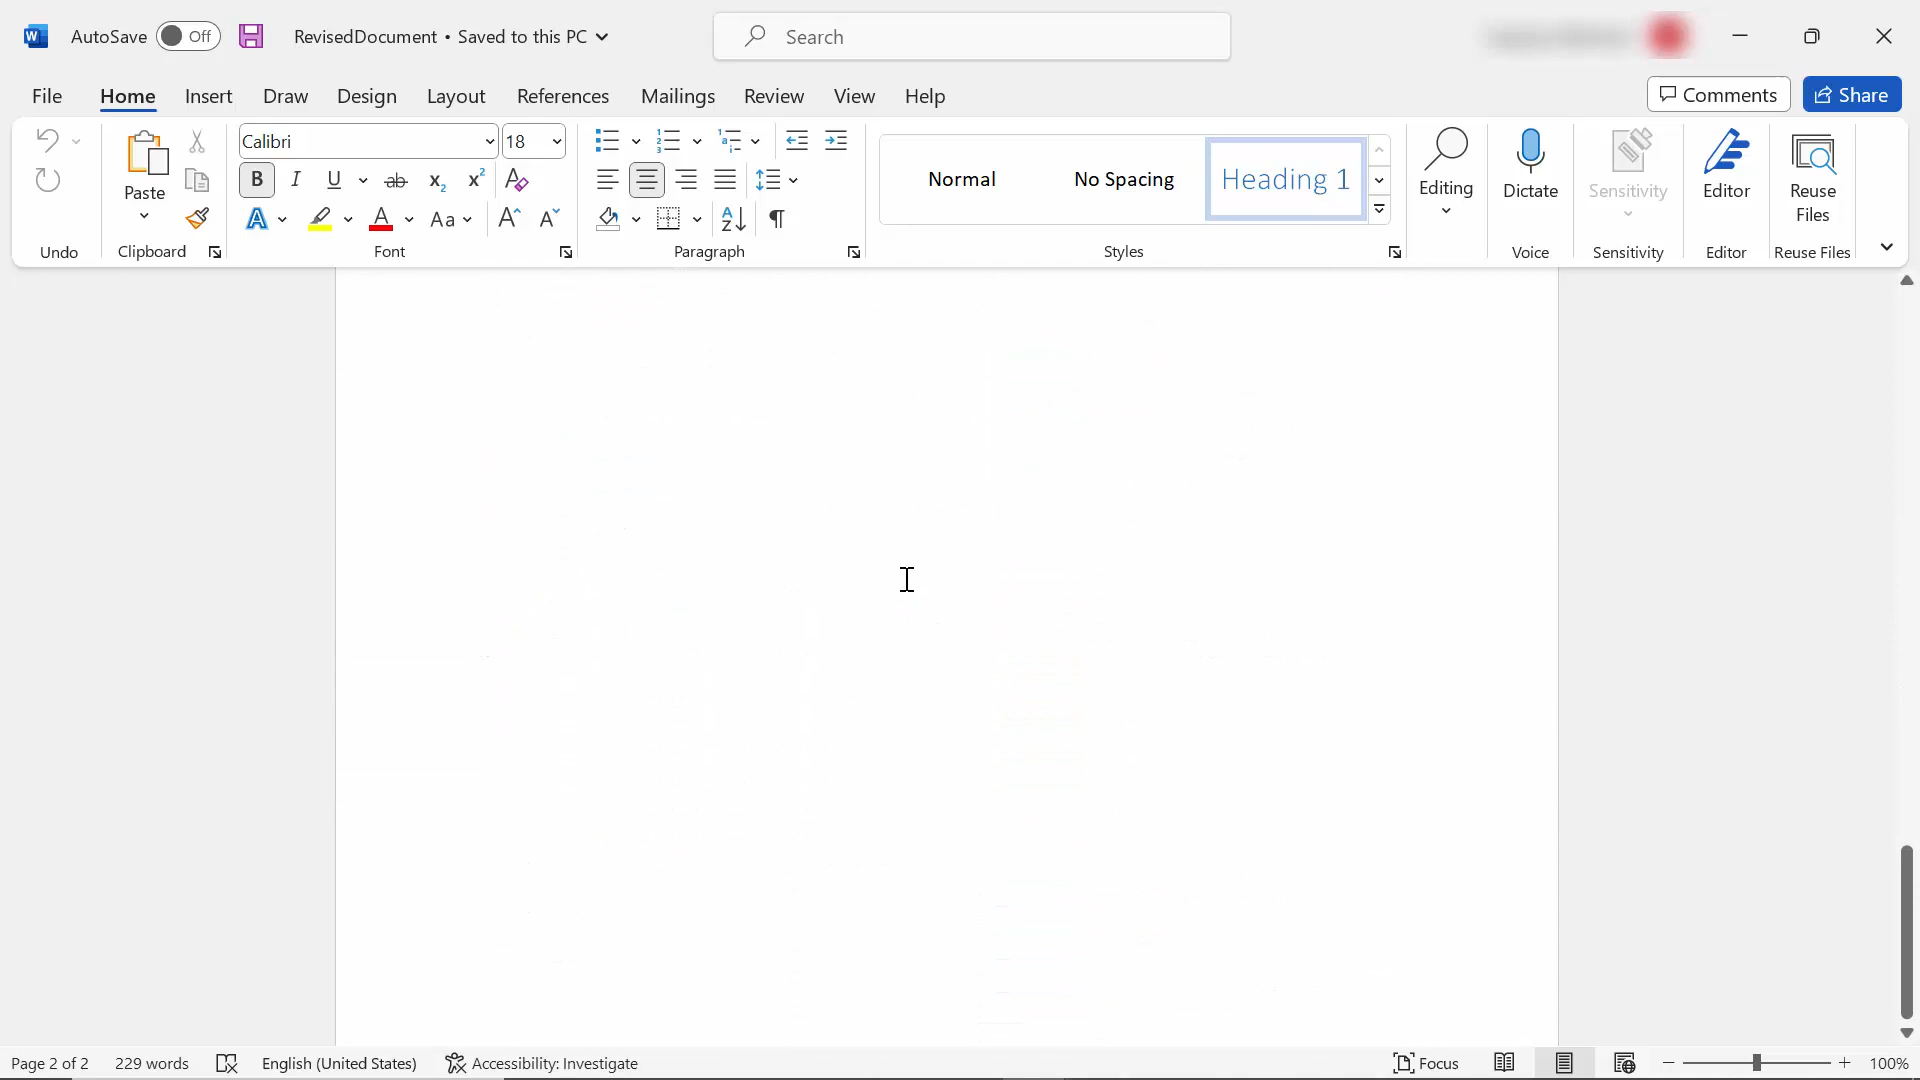 AutoSave Off RevisedDocument • Saved to this PC Search
File Home Insert Draw Design Layout References Mailings Review View Help Comments Share
Paste Calibri 18 Normal No Spacing Heading 1 Editing Dictate Sensitivity Editor Reuse Files
Undo Clipboard Font Paragraph Styles Voice Sensitivity Editor Reuse Files
Page 2 of 2 229 words English (United States) Accessibility: Investigate Focus 100%